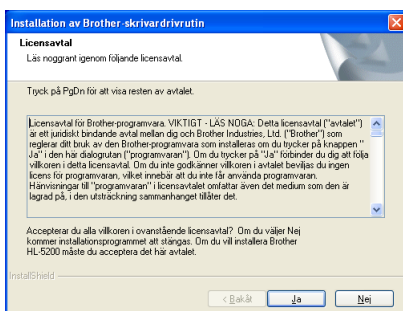 Installation av Brother-skrivardrivrutin
Licensavtal
Läs noggrant igenom följande licensavtal.
Tryck på PgDn för att visa resten av avtalet.
Licensavtal för Brother-programvara. VIKTIGT - LÄS NOGA: Detta licensavtal ("avtalet")
är ett juridiskt bindande avtal mellan dig och Brother Industries, Ltd. ("Brother") som
reglerar ditt bruk av den Brother-programvara som installeras om du trycker på knappen "
Ja" i den här dialogrutan ("programvaran"). Om du trycker på "Ja" förbinder du dig att följa
villkoren i detta licensavtal. Om du inte godkänner villkoren i avtalet beviljas du ingen
licens för programvaran, vilket innebär att du inte får använda programvaran.
Hänvisningar till "programvaran" i licensavtalet omfattar även det medium som den är
lagrad på, i den utsträckning sammanhanget tillåter det.
Accepterar du alla villkoren i ovanstående licensavtal? Om du väljer Nej
kommer installationsprogrammet att stängas. Om du vill installera Brother
HL-5200 måste du acceptera det här avtalet.
InstallShield
< Bakåt
Ja
Nej